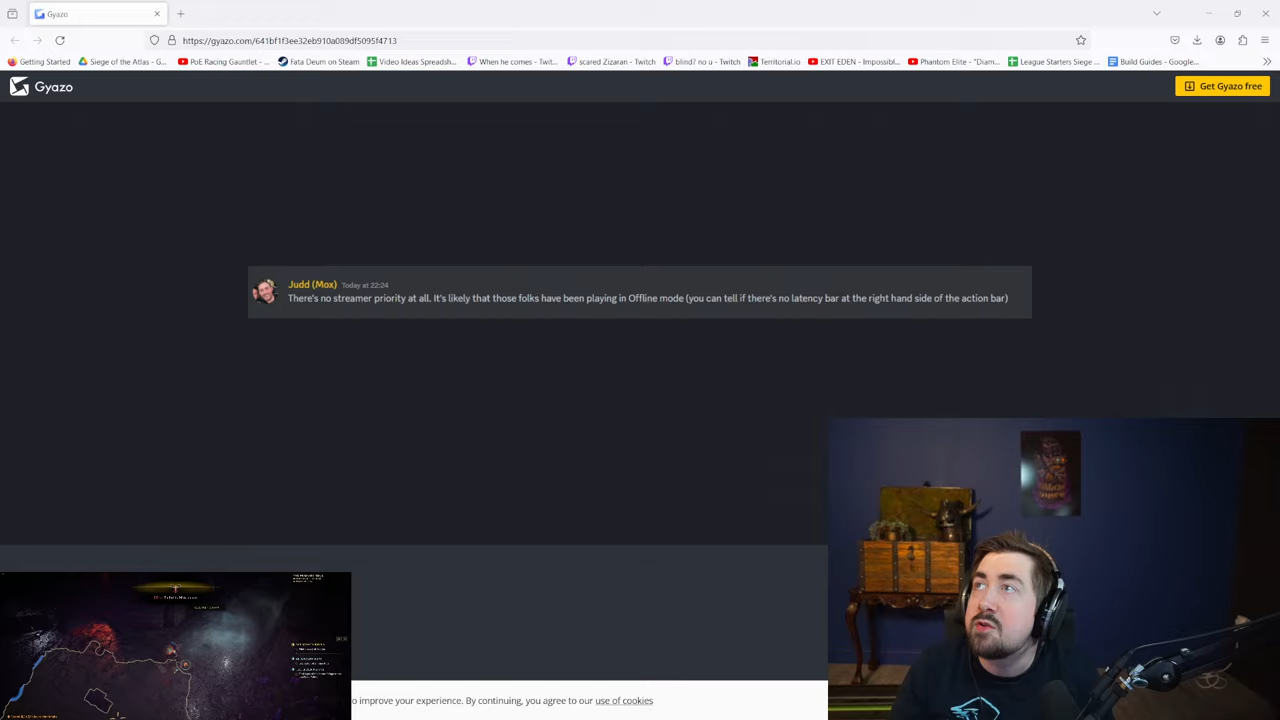 Gyazo
https://gyazo.com/641bf1f3ee32eb910a089df5095f4713
Getting Started
Siege of the Atlas - G...
PoE Racing Gauntlet - ...
Fata Deum on Steam
Video Ideas Spreadsh...
When he comes - Twit...
scared Zizaran - Twitch
blind? no u - Twitch
Territorial.io
EXIT EDEN - Impossibl...
Phantom Elite - "Diam...
League Starters Siege ...
Build Guides - Google...
Gyazo
Get Gyazo free
Judd (Mox) Today at 22:24
There's no streamer priority at all. It's likely that those folks have been playing in Offline mode (you can tell if there's no latency bar at the right hand side of the action bar)
o improve your experience. By continuing, you agree to our use of cookies